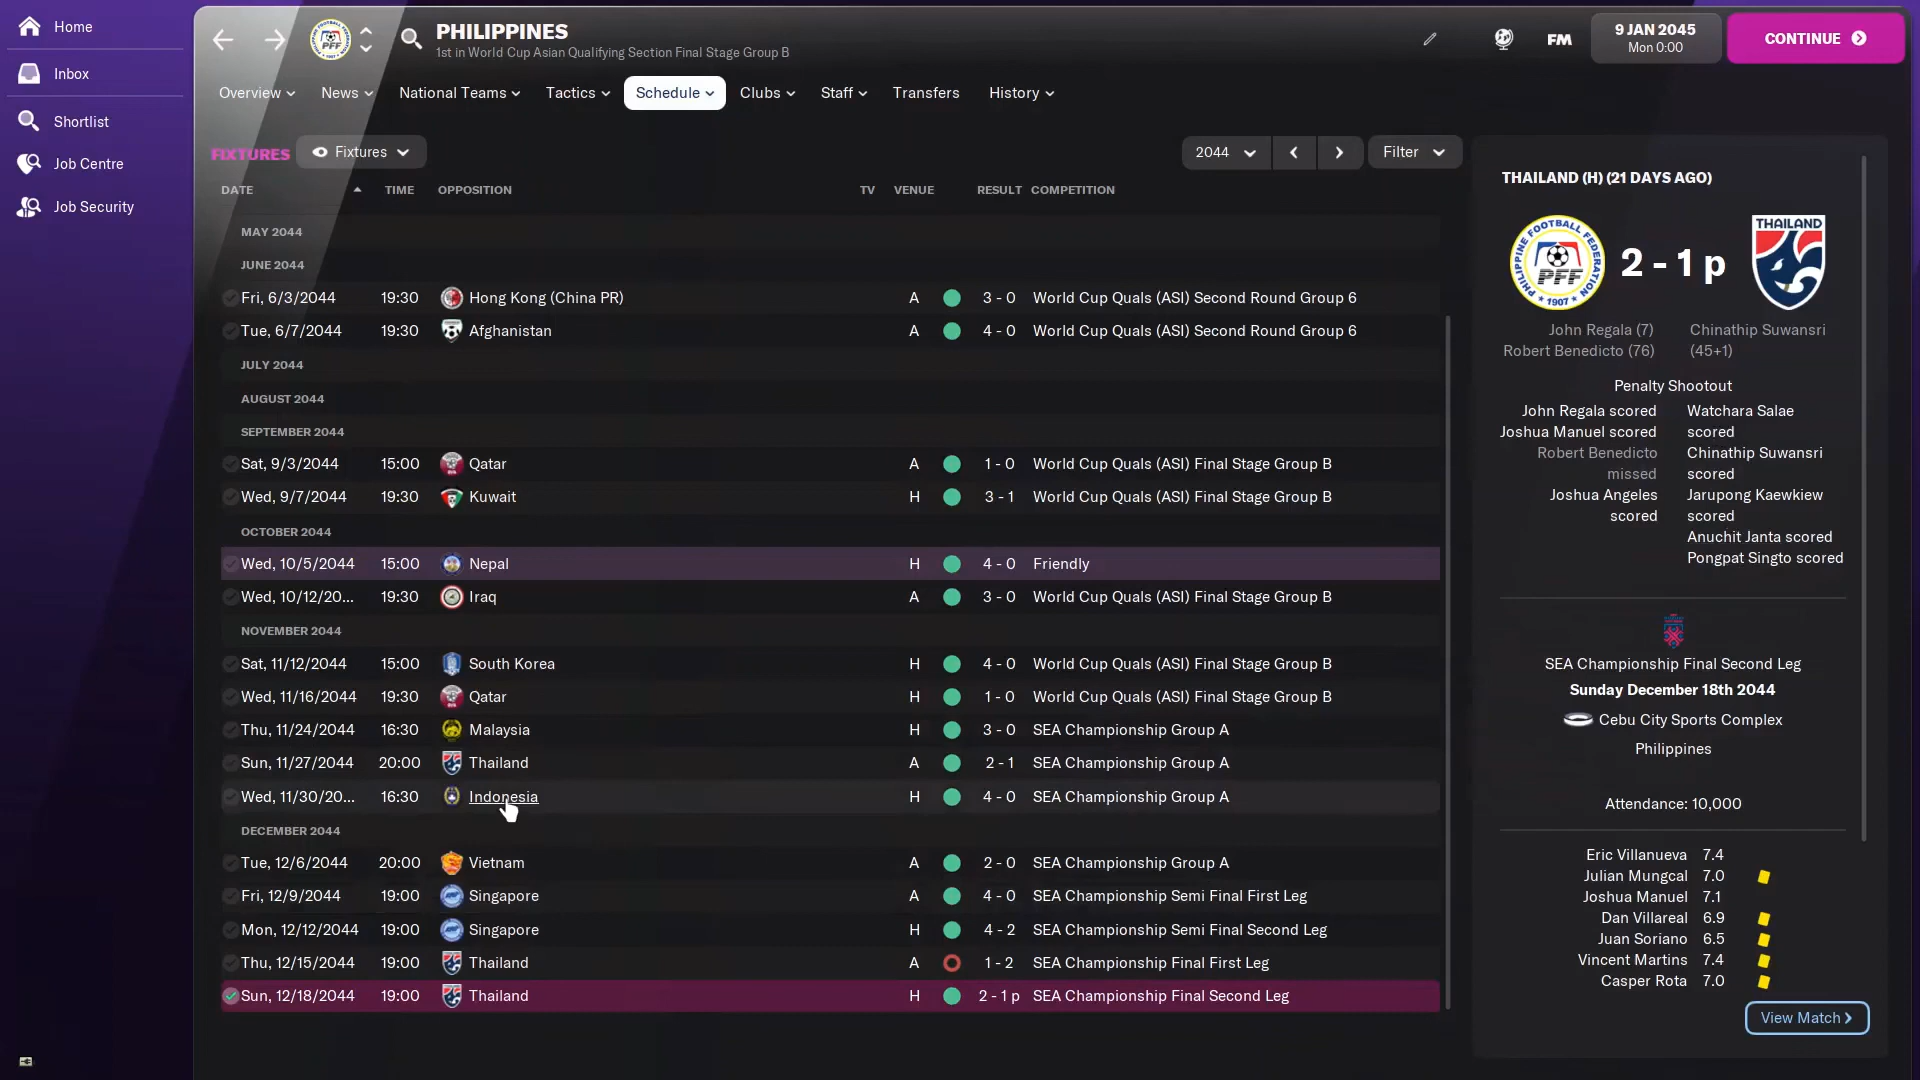 Home
Inbox
Shortlist
Job Centre
Job Security
PFF
PHILIPPINES
1st in World Cup Asian Qualifying Section Final Stage Group B
FM
9 JAN 2045
Mon 0:00
CONTINUE
Overview
News
National Teams
Tactics
Schedule
Clubs
Staff
Transfers
History
FIXTURES
Fixtures
2044
Filter
DATE TIME OPPOSITION TV VENUE RESULT COMPETITION
MAY 2044
JUNE 2044
Fri, 6/3/2044 19:30 Hong Kong (China PR) A 3 - 0 World Cup Quals (ASI) Second Round Group 6
Tue, 6/7/2044 19:30 Afghanistan A 4 - 0 World Cup Quals (ASI) Second Round Group 6
JULY 2044
AUGUST 2044
SEPTEMBER 2044
Sat, 9/3/2044 15:00 Qatar A 1 - 0 World Cup Quals (ASI) Final Stage Group B
Wed, 9/7/2044 19:30 Kuwait H 3 - 1 World Cup Quals (ASI) Final Stage Group B
OCTOBER 2044
Wed, 10/5/2044 15:00 Nepal H 4 - 0 Friendly
Wed, 10/12/20... 19:30 Iraq A 3 - 0 World Cup Quals (ASI) Final Stage Group B
NOVEMBER 2044
Sat, 11/12/2044 15:00 South Korea H 4 - 0 World Cup Quals (ASI) Final Stage Group B
Wed, 11/16/2044 19:30 Qatar H 1 - 0 World Cup Quals (ASI) Final Stage Group B
Thu, 11/24/2044 16:30 Malaysia H 3 - 0 SEA Championship Group A
Sun, 11/27/2044 20:00 Thailand A 2 - 1 SEA Championship Group A
Wed, 11/30/20... 16:30 Indonesia H 4 - 0 SEA Championship Group A
DECEMBER 2044
Tue, 12/6/2044 20:00 Vietnam A 2 - 0 SEA Championship Group A
Fri, 12/9/2044 19:00 Singapore A 4 - 0 SEA Championship Semi Final First Leg
Mon, 12/12/2044 19:00 Singapore H 4 - 2 SEA Championship Semi Final Second Leg
Thu, 12/15/2044 19:00 Thailand A 1 - 2 SEA Championship Final First Leg
Sun, 12/18/2044 19:00 Thailand H 2 - 1 p SEA Championship Final Second Leg
THAILAND (H) (21 DAYS AGO)
PHILIPPINE FOOTBALL FEDERATION
PFF
1907
2 - 1 p
THAILAND
John Regala (7)
Robert Benedicto (76)
Chinathip Suwansri
(45+1)
Penalty Shootout
John Regala scored
Joshua Manuel scored
Robert Benedicto
missed
Joshua Angeles
scored
Watchara Salae
scored
Chinathip Suwansri
scored
Jarupong Kaewkiew
scored
Anuchit Janta scored
Pongpat Singto scored
SEA Championship Final Second Leg
Sunday December 18th 2044
Cebu City Sports Complex
Philippines
Attendance: 10,000
Eric Villanueva 7.4
Julian Mungcal 7.0
Joshua Manuel 7.1
Dan Villareal 6.9
Juan Soriano 6.5
Vincent Martins 7.4
Casper Rota 7.0
View Match